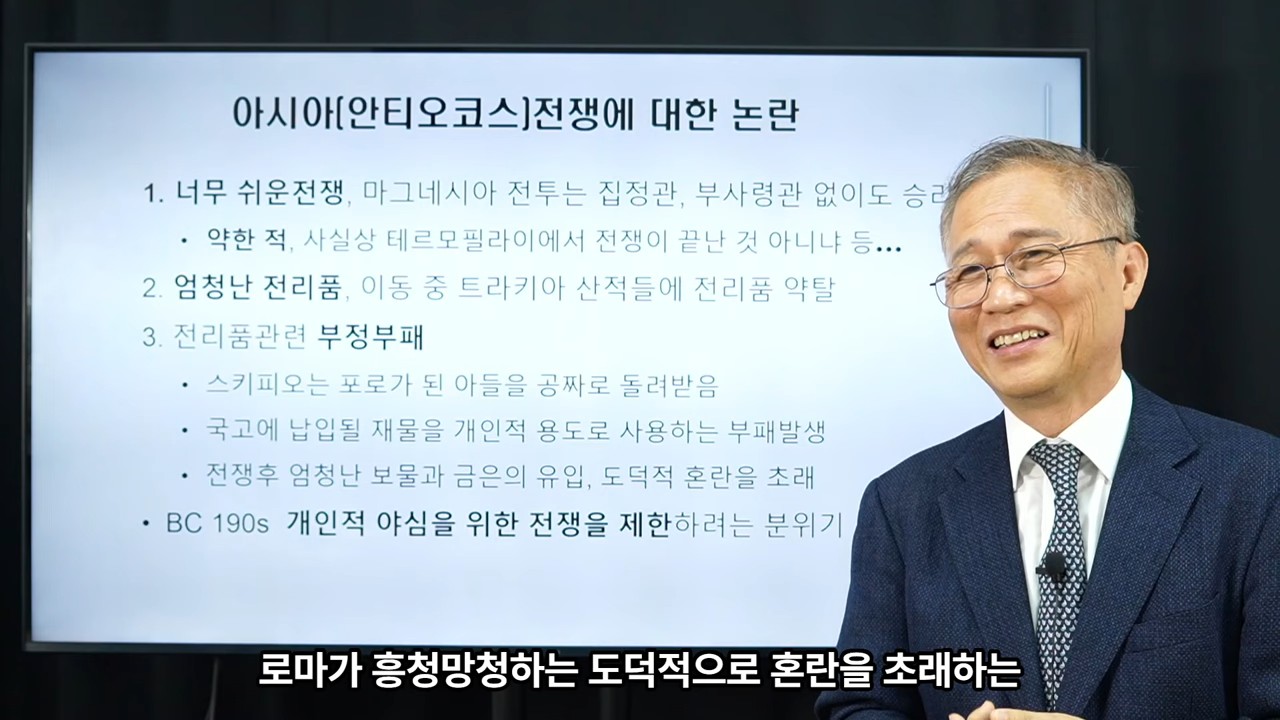 아시아(안티오코스)전쟁에 대한 논란
1. 너무 쉬운전쟁, 마그네시아 전투는 집정관, 부사령관 없이도
• 약한 적, 사실상 테르모필라이에서 전쟁이 끝난 것 아니냐 등...
2. 엄청난 전리품, 이동 중 트라키아 산적들에 전리품 약탈
3. 전리품관련 부정부패
• 스키피오는 포로가 된 아들을 공짜로 돌려받음
• 국고에 납입될 재물을 개인적 용도로 사용하는 부패발생
• 전쟁후 엄청난 보물과 금은의 유입, 도덕적 혼란을 초래
• BC 190s 개인적 야심을 위한 전쟁을 제한하려는 분위기
로마가 흥청망청하는 도덕적으로 혼란을 초래하는